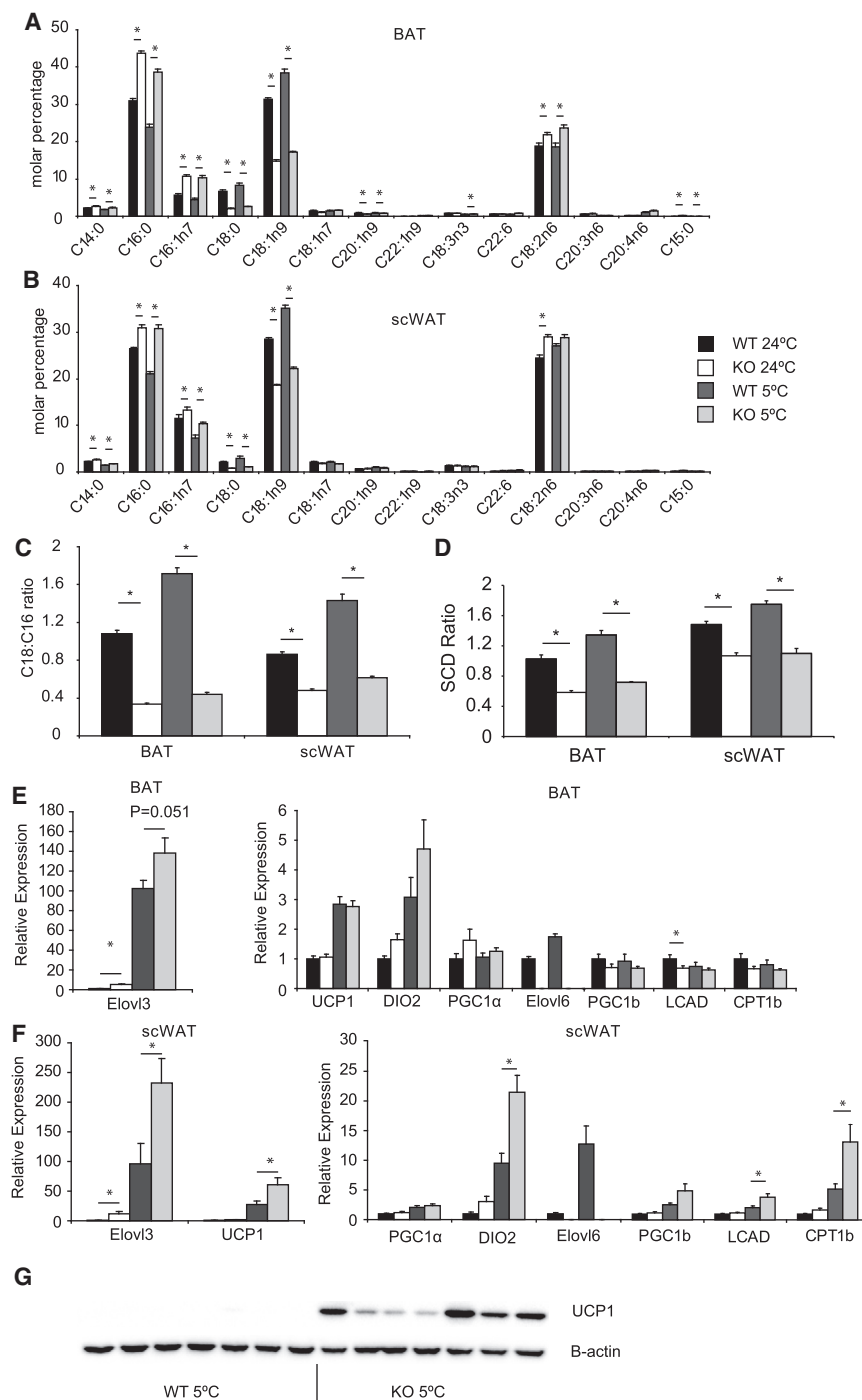 A
BAT
molar percentage
50
40
30
20
10
0
* * * * * * * * * * * * * * * * * *
C14:0 C16:0 C16:1n7 C18:0 C18:1n9 C18:1n7 C20:1n9 C22:1n9 C18:3n3 C22:6 C18:2n6 C20:3n6 C20:4n6 C15:0
B
scWAT
molar percentage
40
30
20
10
0
* * * * * * * * * * *
C14:0 C16:0 C16:1n7 C18:0 C18:1n9 C18:1n7 C20:1n9 C22:1n9 C18:3n3 C22:6 C18:2n6 C20:3n6 C20:4n6 C15:0
WT 24ºC
KO 24ºC
WT 5ºC
KO 5ºC
C
C18:C16 ratio
2
1.6
1.2
0.8
0.4
0
* * * *
BAT scWAT
D
SCD Ratio
2
1.6
1.2
0.8
0.4
0
* * * *
BAT scWAT
E
BAT
P=0.051
Relative Expression
180
160
140
120
100
80
60
40
20
0
*
Elovl3
BAT
Relative Expression
6
5
4
3
2
1
0
*
UCP1 DIO2 PGC1α Elovl6 PGC1b LCAD CPT1b
F
scWAT
Relative Expression
300
250
200
150
100
50
0
* * *
Elovl3 UCP1
scWAT
Relative Expression
30
25
20
15
10
5
0
* * *
PGC1α DIO2 Elovl6 PGC1b LCAD CPT1b
G
UCP1
B-actin
WT 5ºC KO 5ºC